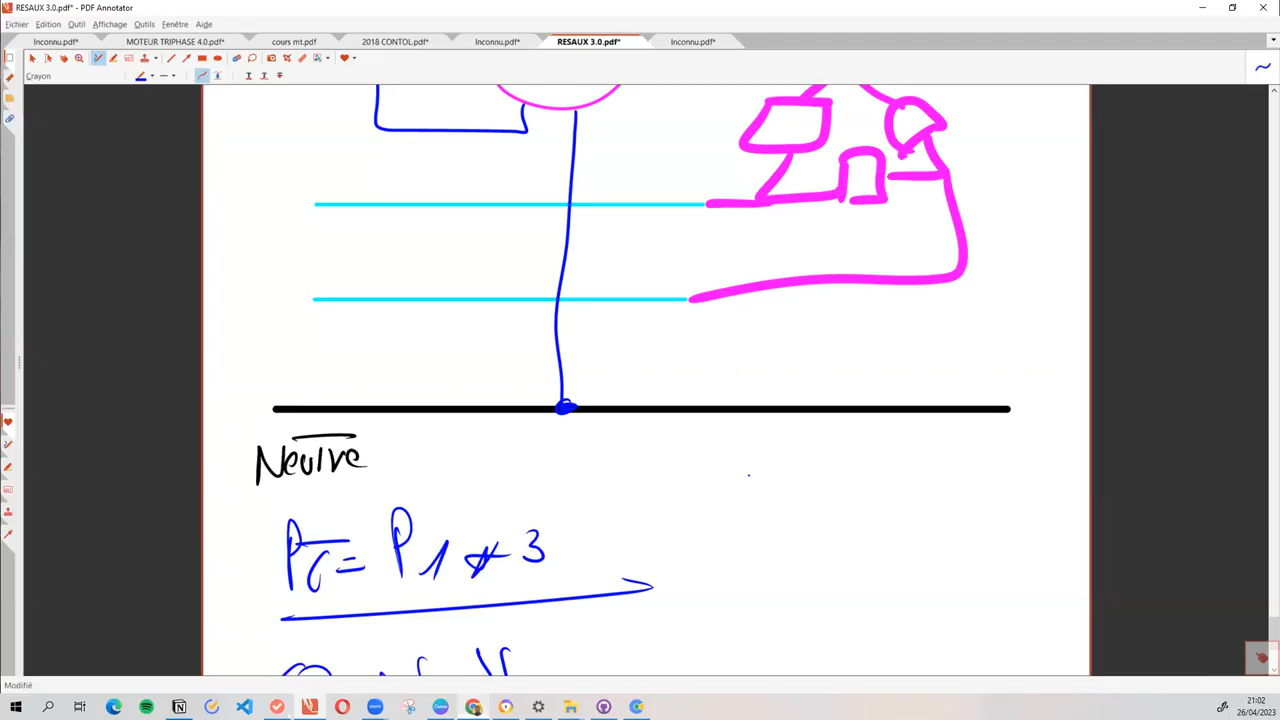 RESAUX 3.0.pdf* - PDF Annotator
Fichier Edition Outil Affichage Outils Fenêtre Aide
Inconnu.pdf* MOTEUR TRIPHASE 4.0.pdf* cours mt.pdf 2018 CONTOL.pdf* Inconnu.pdf* RESAUX 3.0.pdf* Inconnu.pdf*
Crayon
Neutre
PT = P1 * 3
Modifié
21:02
26/04/2023